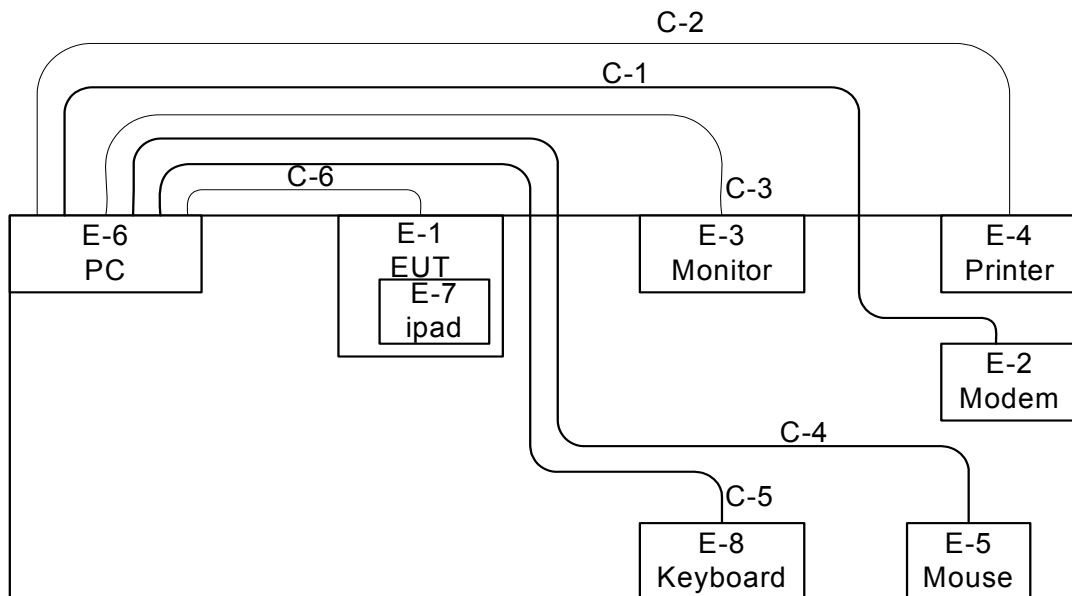 C-2
C-1
C-6
C-3
E-6
PC
E-1
EUT
E-7
ipad
E-3
Monitor
E-4
Printer
E-2
Modem
C-4
C-5
E-8
Keyboard
E-5
Mouse